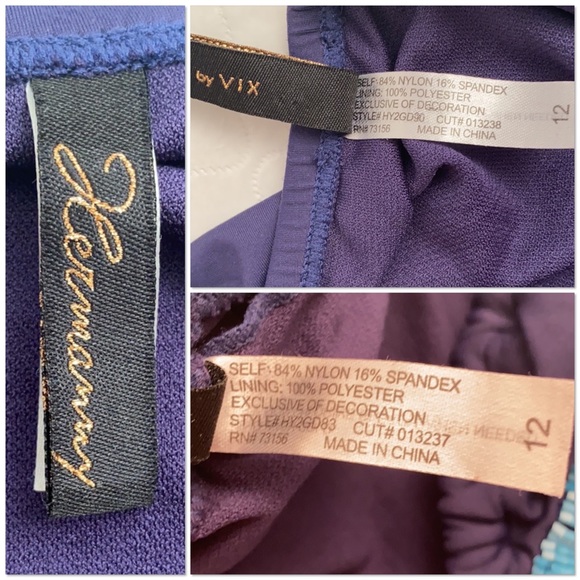 Hermanny
by VIX
SELF: 84% NYLON 16% SPANDEX
LINING: 100% POLYESTER
EXCLUSIVE OF DECORATION
STYLE# HY2GD90 CUT# 013238
RN# 73156 MADE IN CHINA
12
SELF: 84% NYLON 16% SPANDEX
LINING: 100% POLYESTER
EXCLUSIVE OF DECORATION
STYLE# HY2GD83 CUT# 013237
RN# 73156 MADE IN CHINA
12